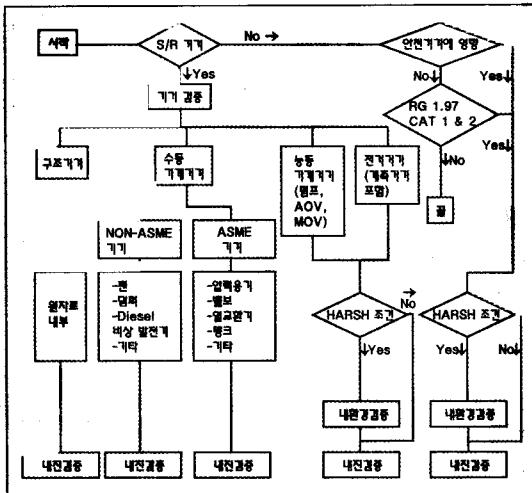 시작
S/R 기기
No →
안전기기에 영향
↓Yes
No↓
Yes↓
기기 검증
RG 1.97
CAT 1 & 2
Yes↓
↓No
끝
구조기기
수동
기계기기
능동
기계기기
(펌프,
AOV,
MOV)
전기기기
(계측기기
포함)
NON-ASME
기기
ASME
기기
원자로
내부
-팬
-댐퍼
-Diesel
비상 발전기
-기타
-압력용기
-밸브
-열교환기
-탱크
-기타
HARSH 조건
→
No
HARSH 조건
↓Yes
Yes↓
No↓
내환경검증
내환경검증
내진검증
내진검증
내진검증
내진검증
내진검증